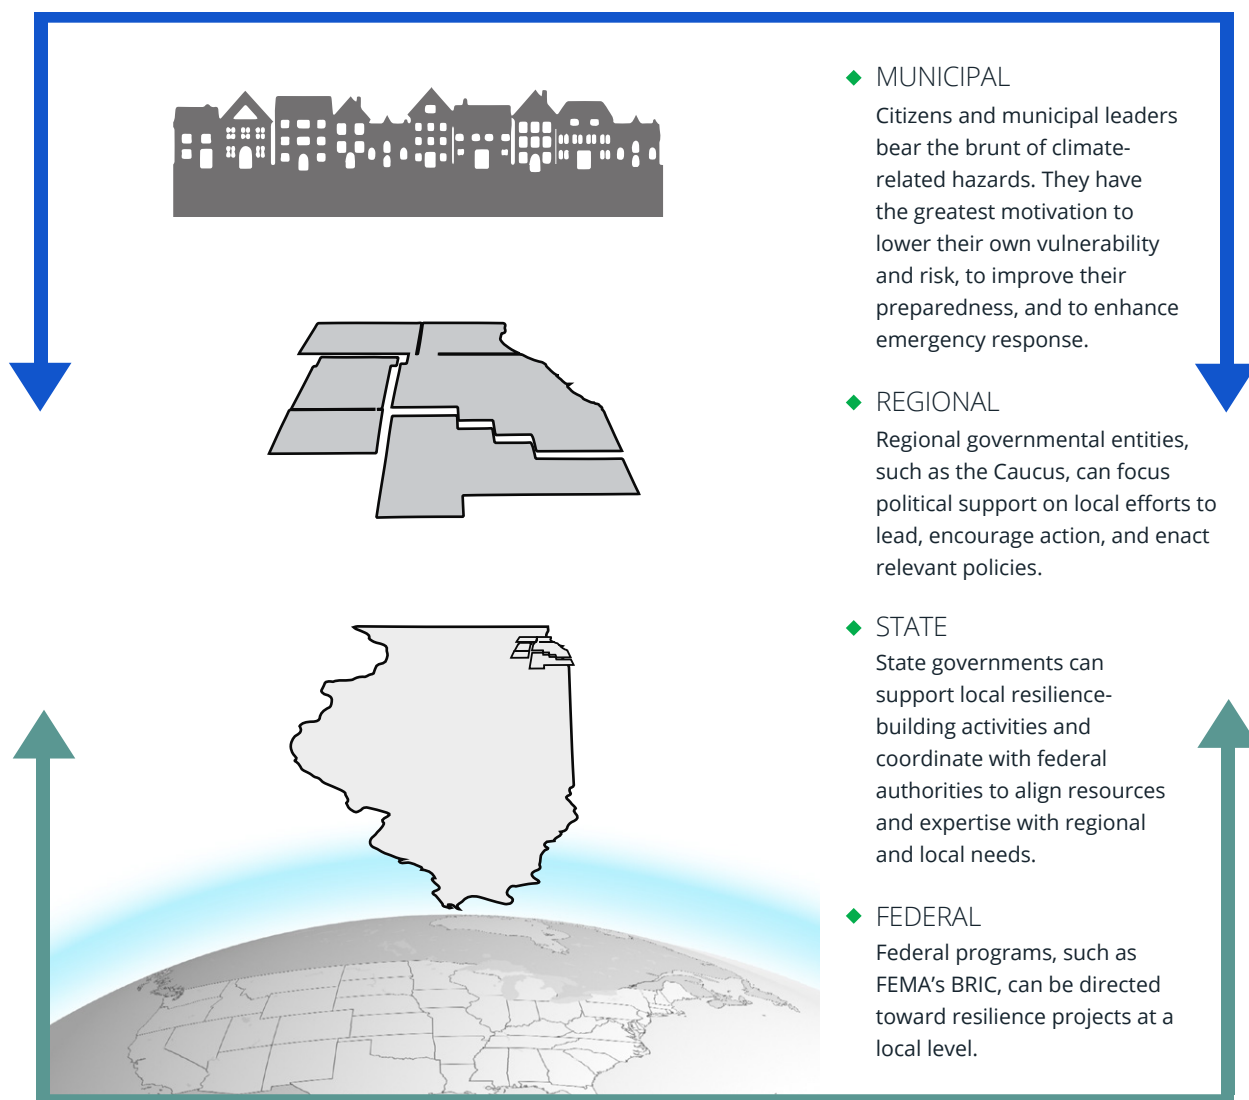 MUNICIPAL
Citizens and municipal leaders
bear the brunt of climate-
related hazards. They have
the greatest motivation to
lower their own vulnerability
and risk, to improve their
preparedness, and to enhance
emergency response.
REGIONAL
Regional governmental entities,
such as the Caucus, can focus
political support on local efforts to
lead, encourage action, and enact
relevant policies.
STATE
State governments can
support local resilience-
building activities and
coordinate with federal
authorities to align resources
and expertise with regional
and local needs.
FEDERAL
Federal programs, such as
FEMA’s BRIC, can be directed
toward resilience projects at a
local level.